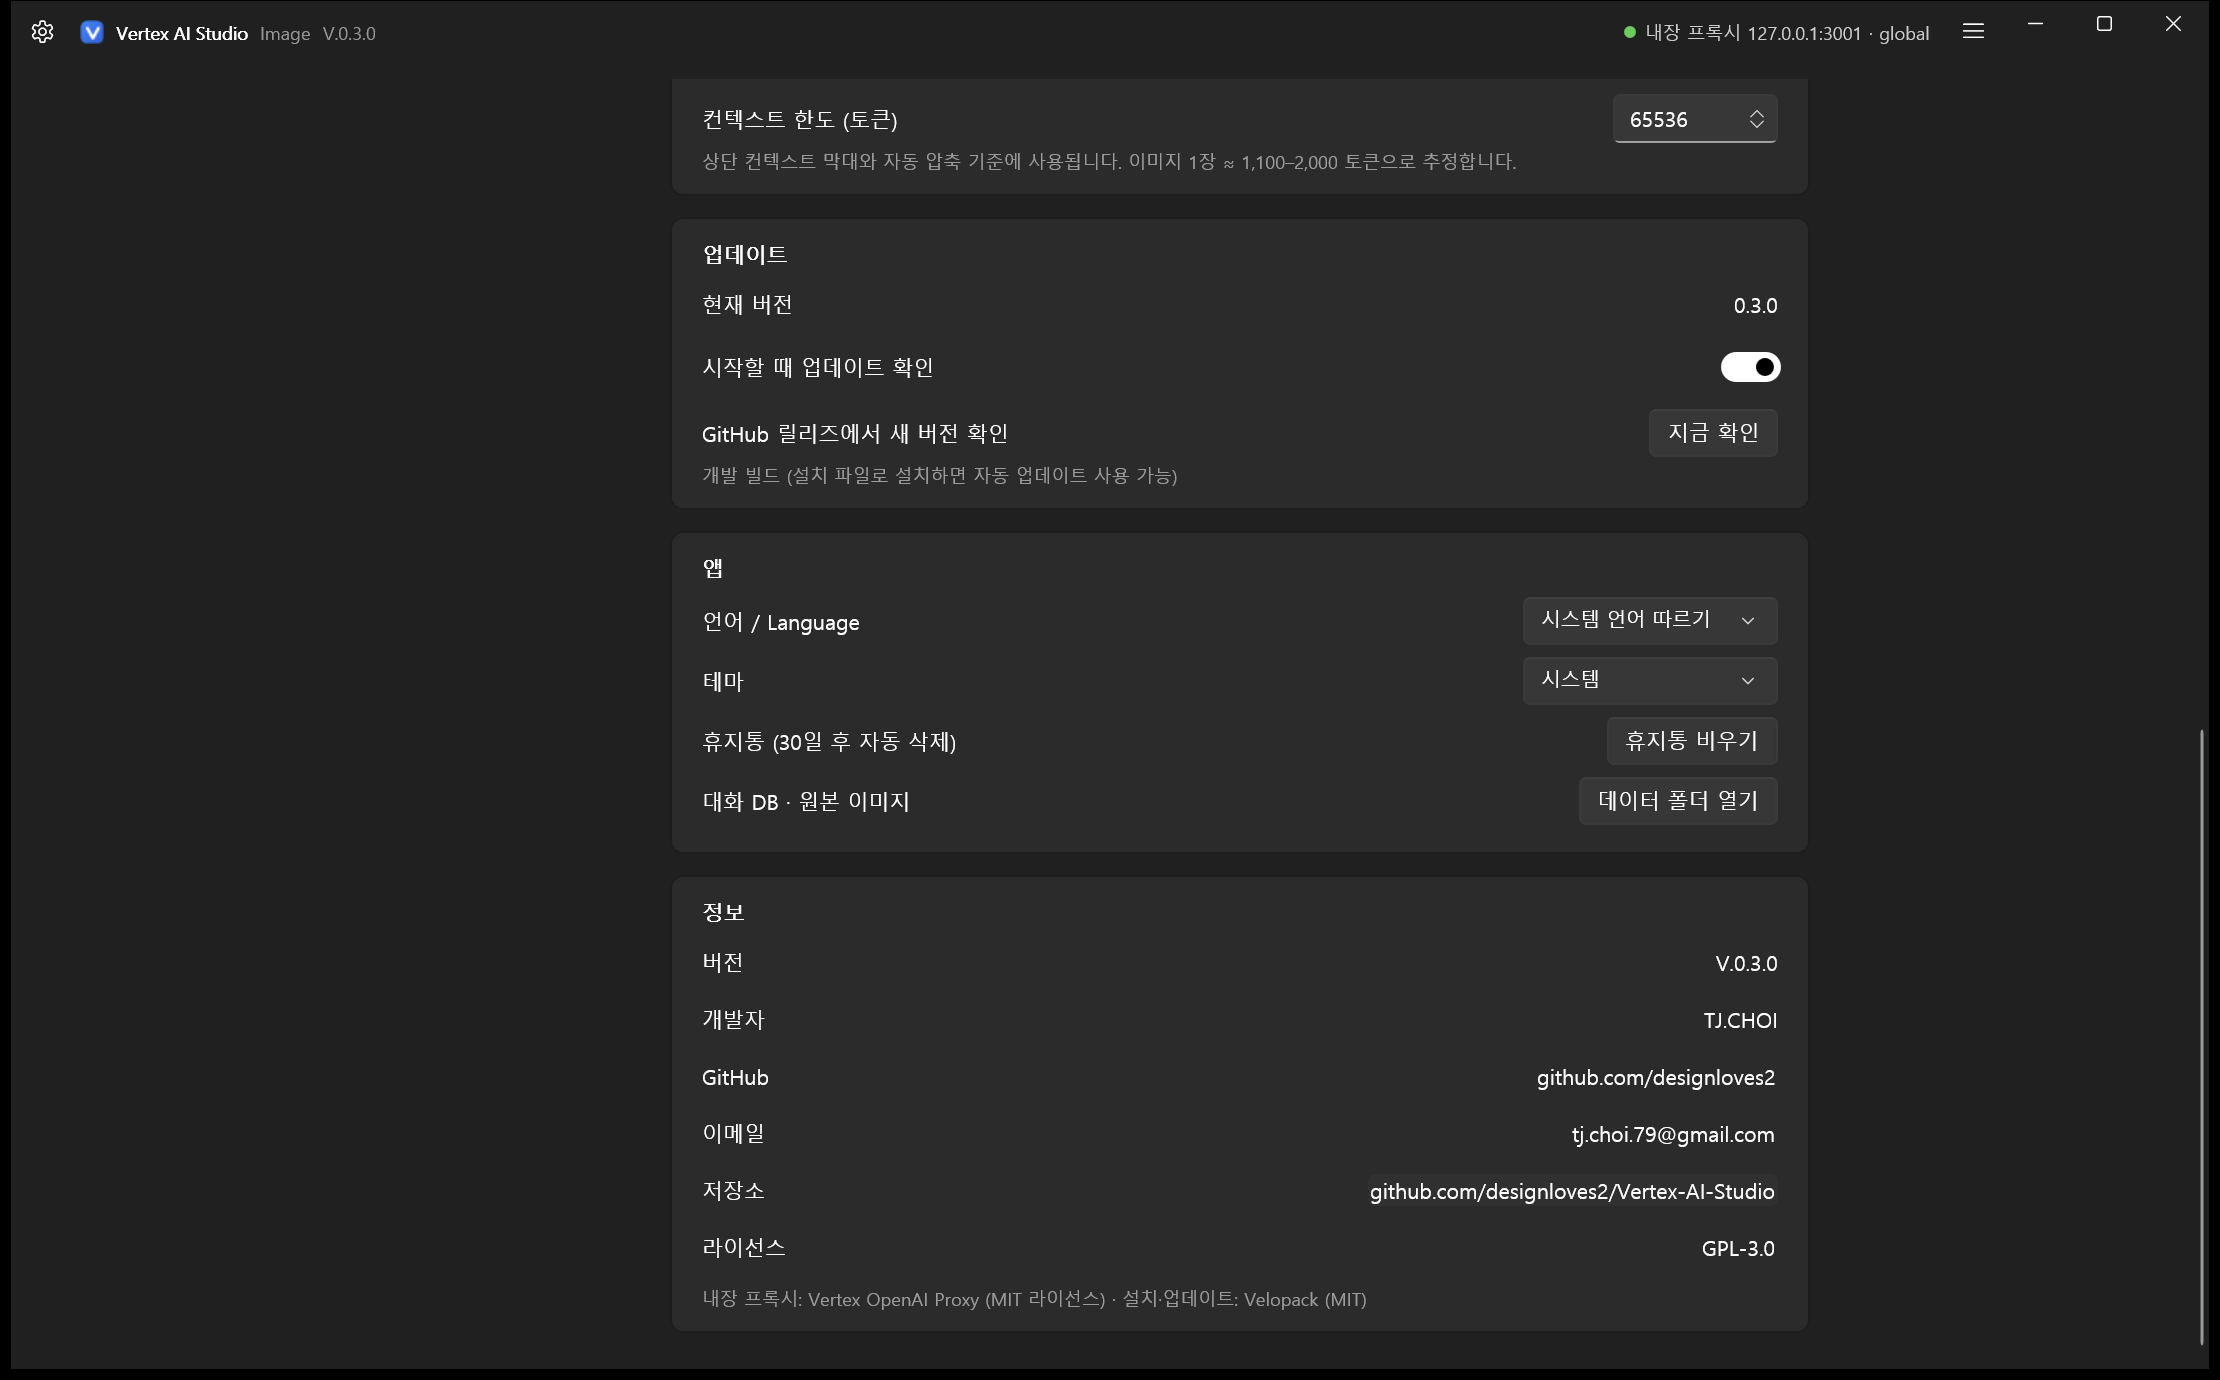 Vertex AI Studio Image V.0.3.0
내장 프록시 127.0.0.1:3001 · global
컨텍스트 한도 (토큰)
65536
상단 컨텍스트 막대와 자동 압축 기준에 사용됩니다. 이미지 1장 ≈ 1,100–2,000 토큰으로 추정합니다.
업데이트
현재 버전
0.3.0
시작할 때 업데이트 확인
GitHub 릴리즈에서 새 버전 확인
지금 확인
개발 빌드 (설치 파일로 설치하면 자동 업데이트 사용 가능)
앱
언어 / Language
시스템 언어 따르기
테마
시스템
휴지통 (30일 후 자동 삭제)
휴지통 비우기
대화 DB · 원본 이미지
데이터 폴더 열기
정보
버전
V.0.3.0
개발자
TJ.CHOI
GitHub
github.com/designloves2
이메일
tj.choi.79@gmail.com
저장소
github.com/designloves2/Vertex-AI-Studio
라이선스
GPL-3.0
내장 프록시: Vertex OpenAI Proxy (MIT 라이선스) · 설치·업데이트: Velopack (MIT)